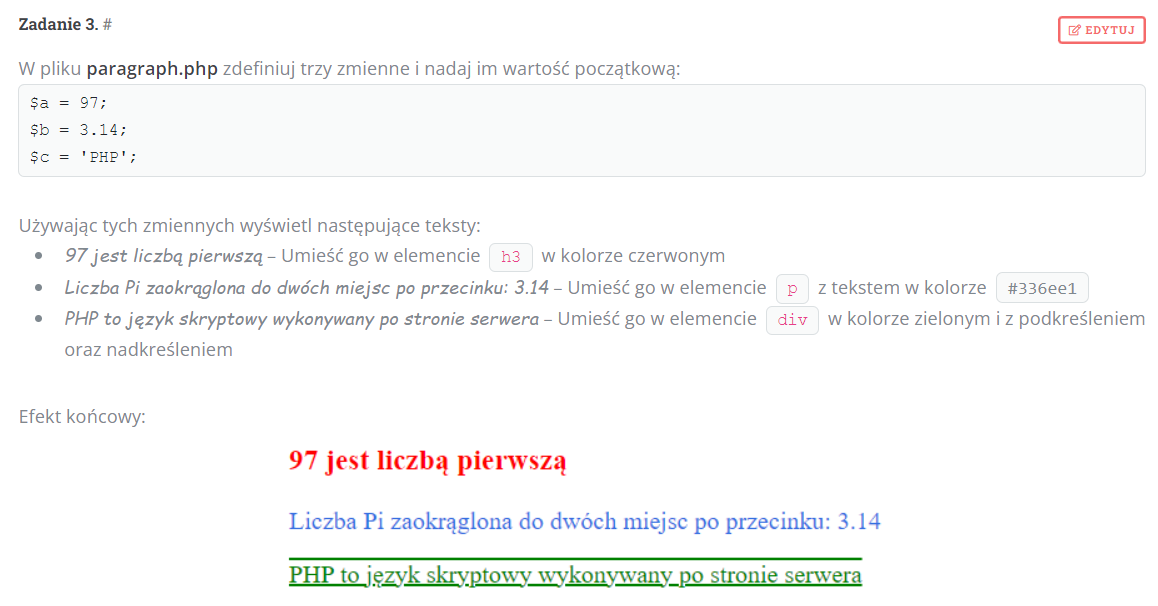 Zadanie 3. #
EDYTUJ
W pliku paragraph.php zdefiniuj trzy zmienne i nadaj im wartość początkową:
$a = 97;
$b = 3.14;
$c = 'PHP';
Używając tych zmiennych wyświetl następujące teksty:
97 jest liczbą pierwszą – Umieść go w elemencie h3 w kolorze czerwonym
Liczba Pi zaokrąglona do dwóch miejsc po przecinku: 3.14 – Umieść go w elemencie p z tekstem w kolorze #336ee1
PHP to język skryptowy wykonywany po stronie serwera – Umieść go w elemencie div w kolorze zielonym i z podkreśleniem
oraz nadkreśleniem
Efekt końcowy:
97 jest liczbą pierwszą
Liczba Pi zaokrąglona do dwóch miejsc po przecinku: 3.14
PHP to język skryptowy wykonywany po stronie serwera